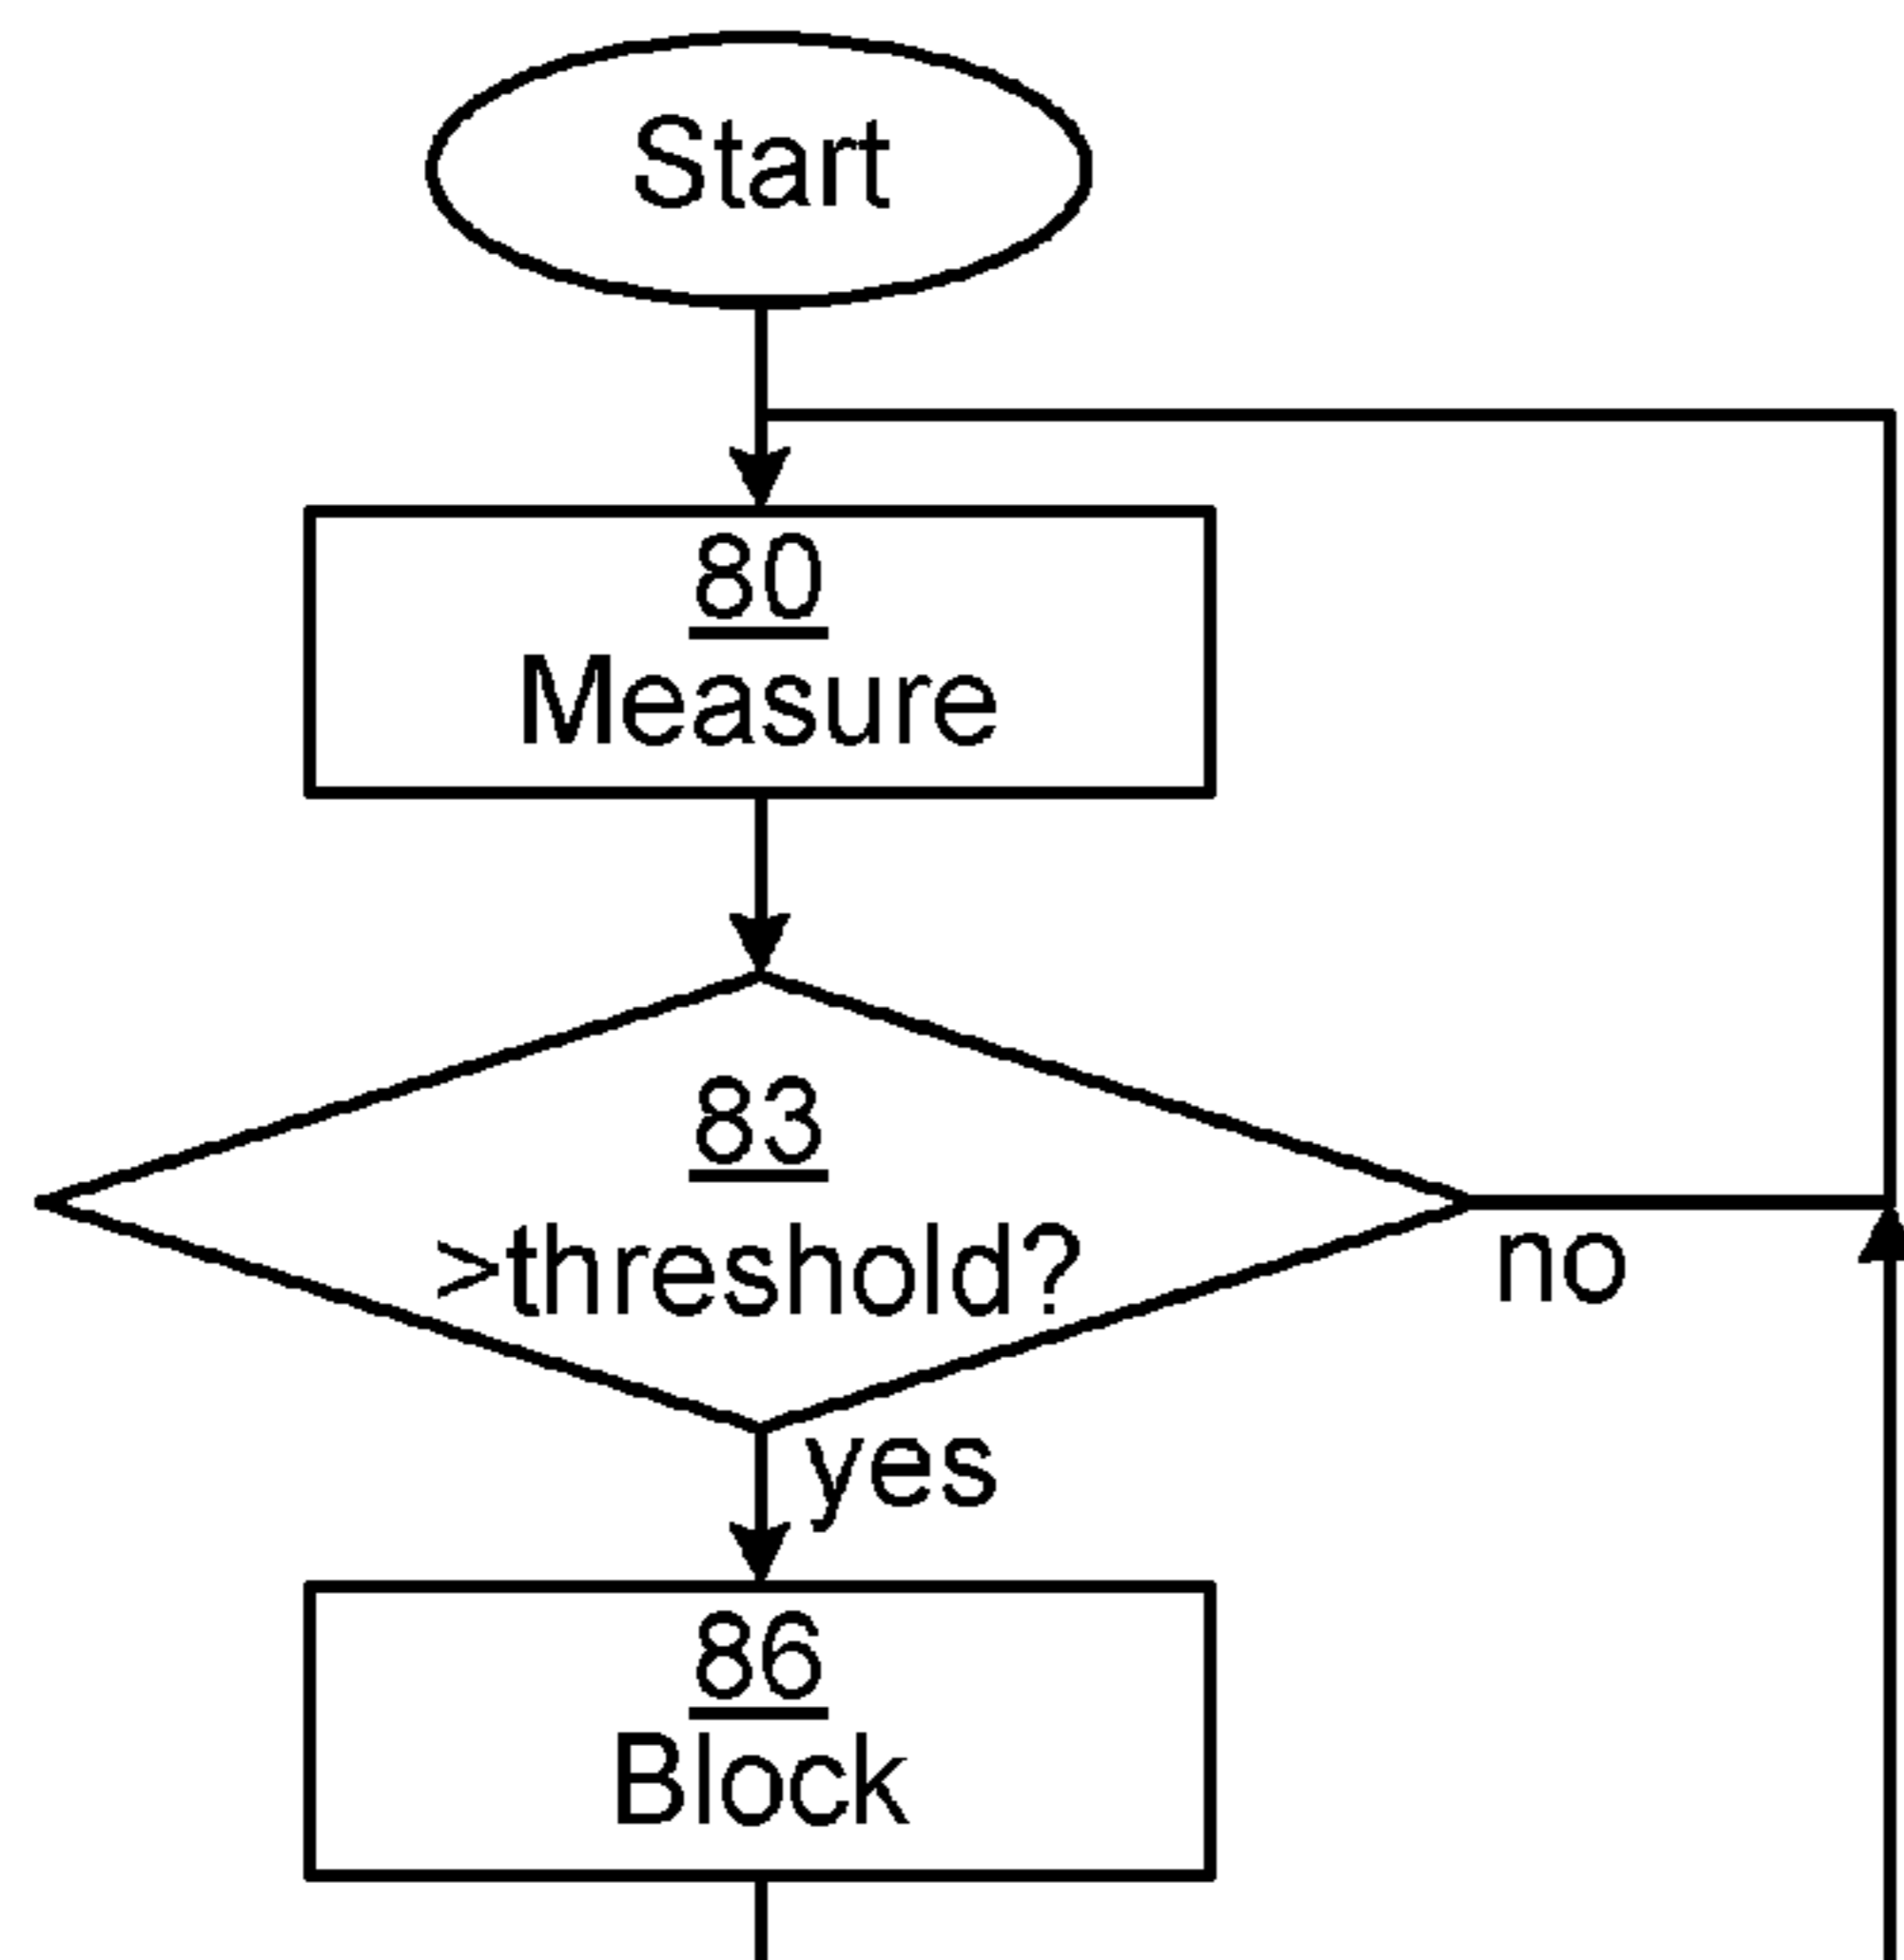 Start
80
Measure
83
>threshold?
no
yes
86
Block